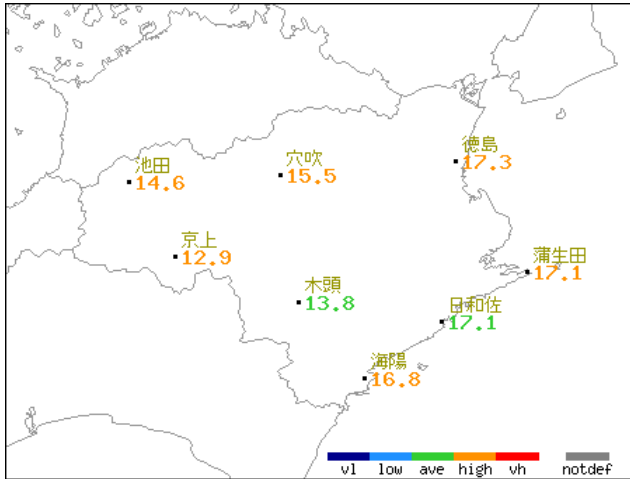 徳島
17.3
穴吹
15.5
池田
14.6
京上
12.9
蒲生田
17.1
木頭
13.8
日和佐
17.1
海陽
16.8
vl low ave high vh notdef